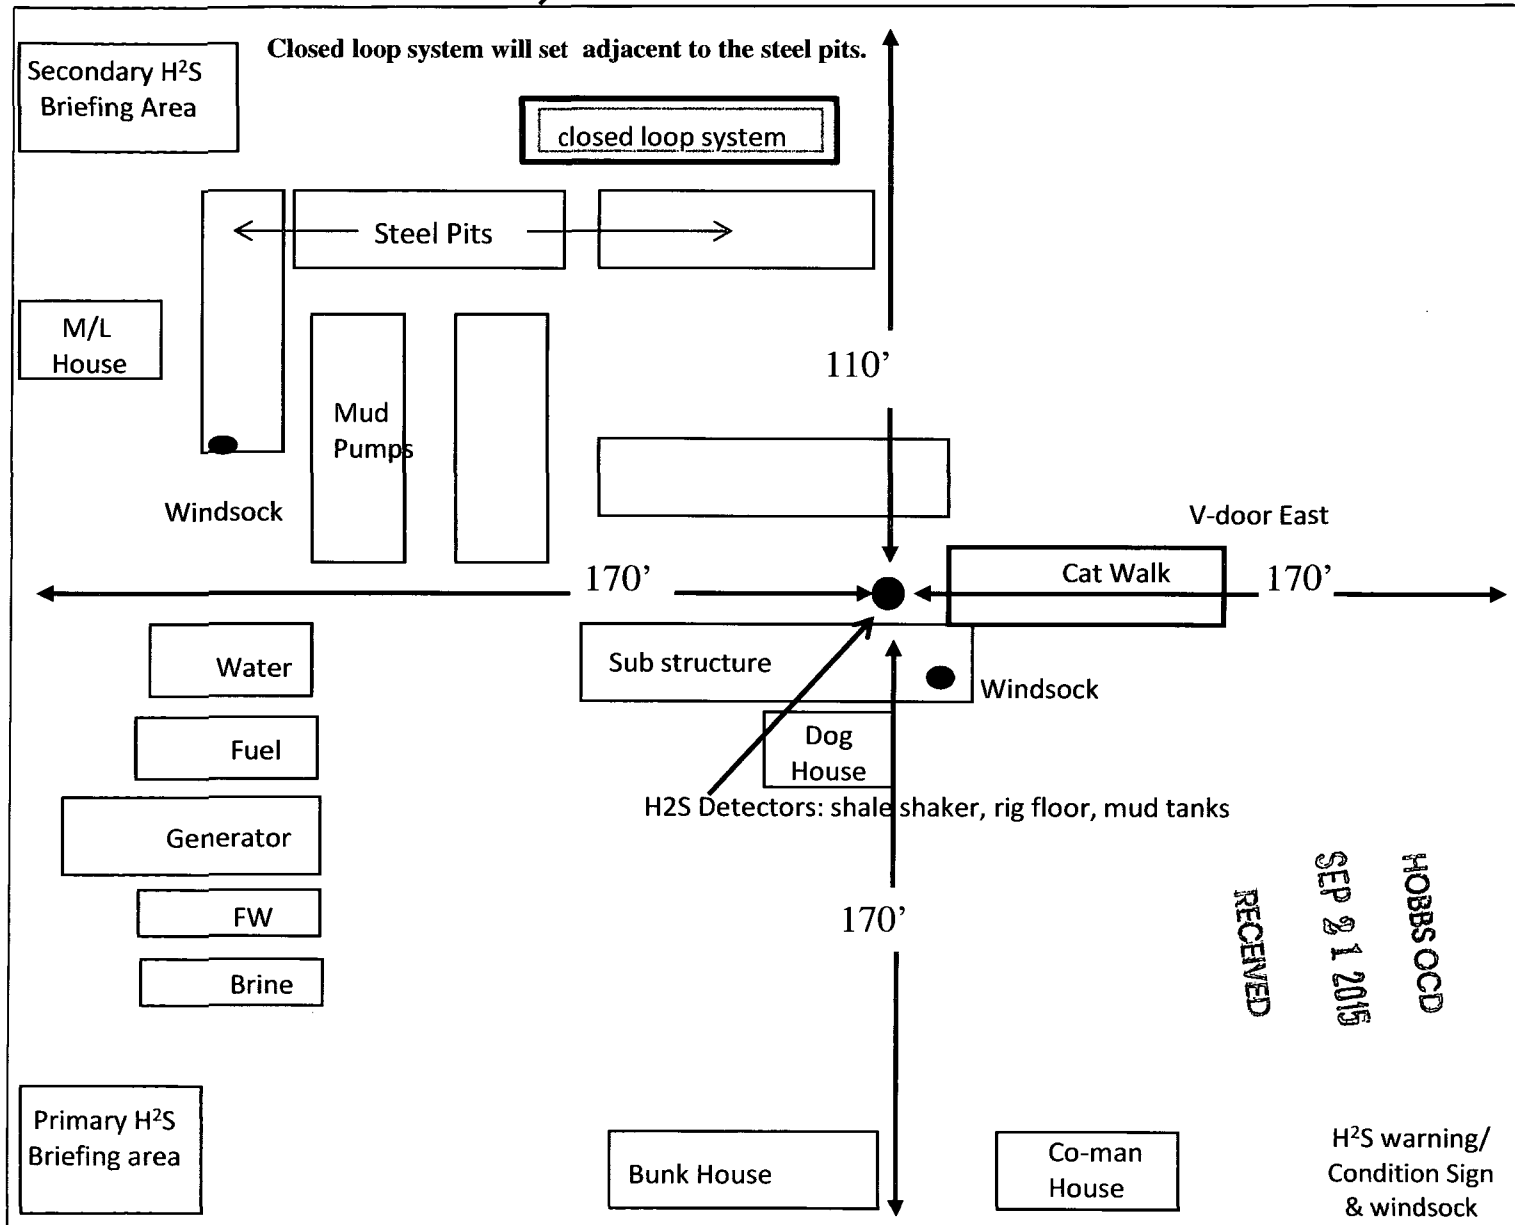 Closed loop system will set adjacent to the steel pits.
Secondary H²S
Briefing Area
closed loop system
Steel Pits
M/L
House
110’
Mud
Pumps
Windsock
V-door East
170’
Cat Walk
170’
Water
Sub structure
Windsock
Fuel
Dog
House
H2S Detectors: shale shaker, rig floor, mud tanks
Generator
FW
170’
Brine
HOBBS OCD
SEP 21 2015
RECEIVED
Primary H²S
Briefing area
Bunk House
Co-man
House
H²S warning/
Condition Sign
& windsock